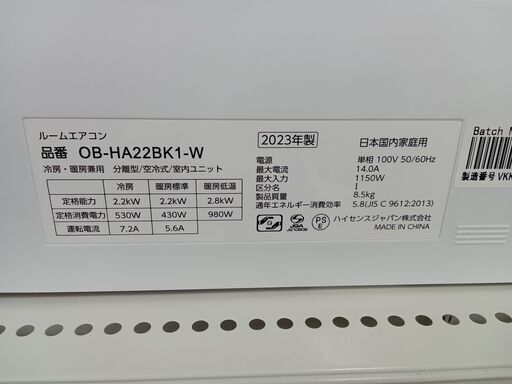 ルームエアコン
品番 OB-HA22BK1-W
冷房・暖房兼用 分離型/空冷式/室内ユニット
冷房 暖房標準 暖房低温
定格能力 2.2kW 2.2kW 2.8kW
定格消費電力 530W 430W 980W
運転電流 7.2A 5.6A
2023年製 日本国内家庭用
電源 単相 100V 50/60Hz
最大電流 14.0A
最大入力 1150W
区分名 I
製品質量 8.5kg
通年エネルギー消費効率 5.8(JIS C 9612:2013)
PS E
ハイセンスジャパン株式会社
MADE IN CHINA
Batch
製造番号 VKK